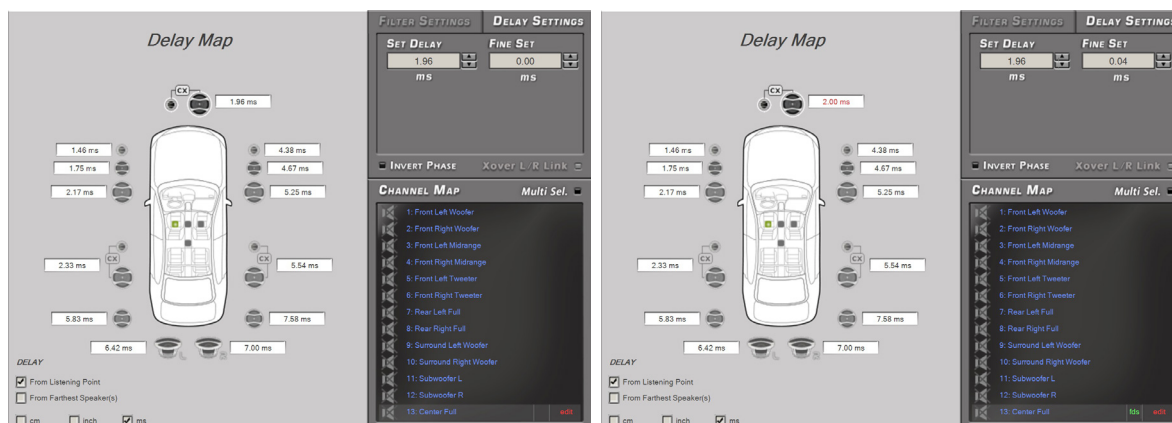 Delay Map
CX
1.96 ms
1.46 ms
4.38 ms
1.75 ms
4.67 ms
2.17 ms
5.25 ms
CX
CX
2.33 ms
5.54 ms
5.83 ms
7.58 ms
6.42 ms
L
R
7.00 ms
DELAY
From Listening Point
From Farthest Speaker(s)
cm inch ms
FILTER SETTINGS DELAY SETTINGS
SET DELAY FINE SET
1.96 0.00
ms ms
INVERT PHASE Xover L/R Link
CHANNEL MAP Multi Sel.
1: Front Left Woofer
2: Front Right Woofer
3: Front Left Midrange
4: Front Right Midrange
5: Front Left Tweeter
6: Front Right Tweeter
7: Rear Left Full
8: Rear Right Full
9: Surround Left Woofer
10: Surround Right Woofer
11: Subwoofer L
12: Subwoofer R
13: Center Full edit
Delay Map
CX
2.00 ms
1.46 ms
4.38 ms
1.75 ms
4.67 ms
2.17 ms
5.25 ms
CX
CX
2.33 ms
5.54 ms
5.83 ms
7.58 ms
6.42 ms
L
R
7.00 ms
DELAY
From Listening Point
From Farthest Speaker(s)
cm inch ms
FILTER SETTINGS DELAY SETTINGS
SET DELAY FINE SET
1.96 0.04
ms ms
INVERT PHASE Xover L/R Link
CHANNEL MAP Multi Sel.
1: Front Left Woofer
2: Front Right Woofer
3: Front Left Midrange
4: Front Right Midrange
5: Front Left Tweeter
6: Front Right Tweeter
7: Rear Left Full
8: Rear Right Full
9: Surround Left Woofer
10: Surround Right Woofer
11: Subwoofer L
12: Subwoofer R
13: Center Full fds edit